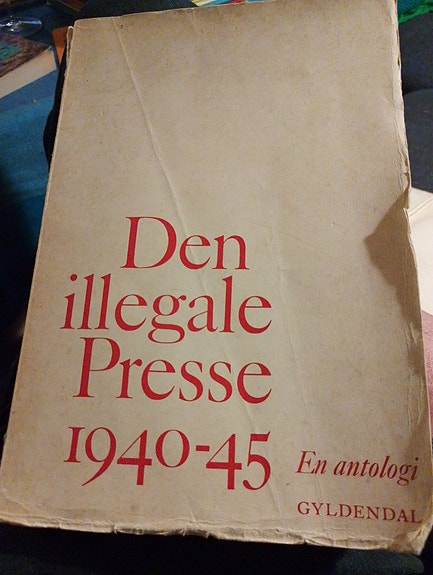 Den
illegale
Presse
1940-45
En antologi
GYLDENDAL